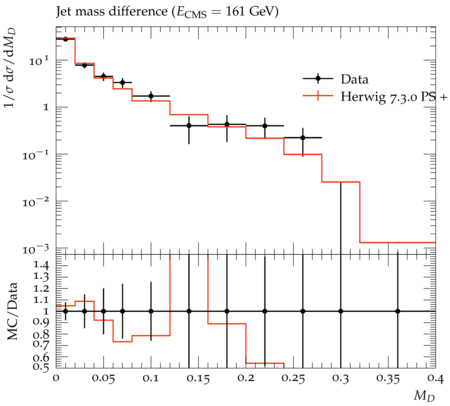 Jet mass difference (E_CMS = 161 GeV)
1/σ dσ/dM_D
10^1
1
10^−1
10^−2
10^−3
Data
Herwig 7.3.0 PS +
MC/Data
1.4
1.3
1.2
1.1
1
0.9
0.8
0.7
0.6
0.5
0 0.05 0.1 0.15 0.2 0.25 0.3 0.35 0.4
M_D